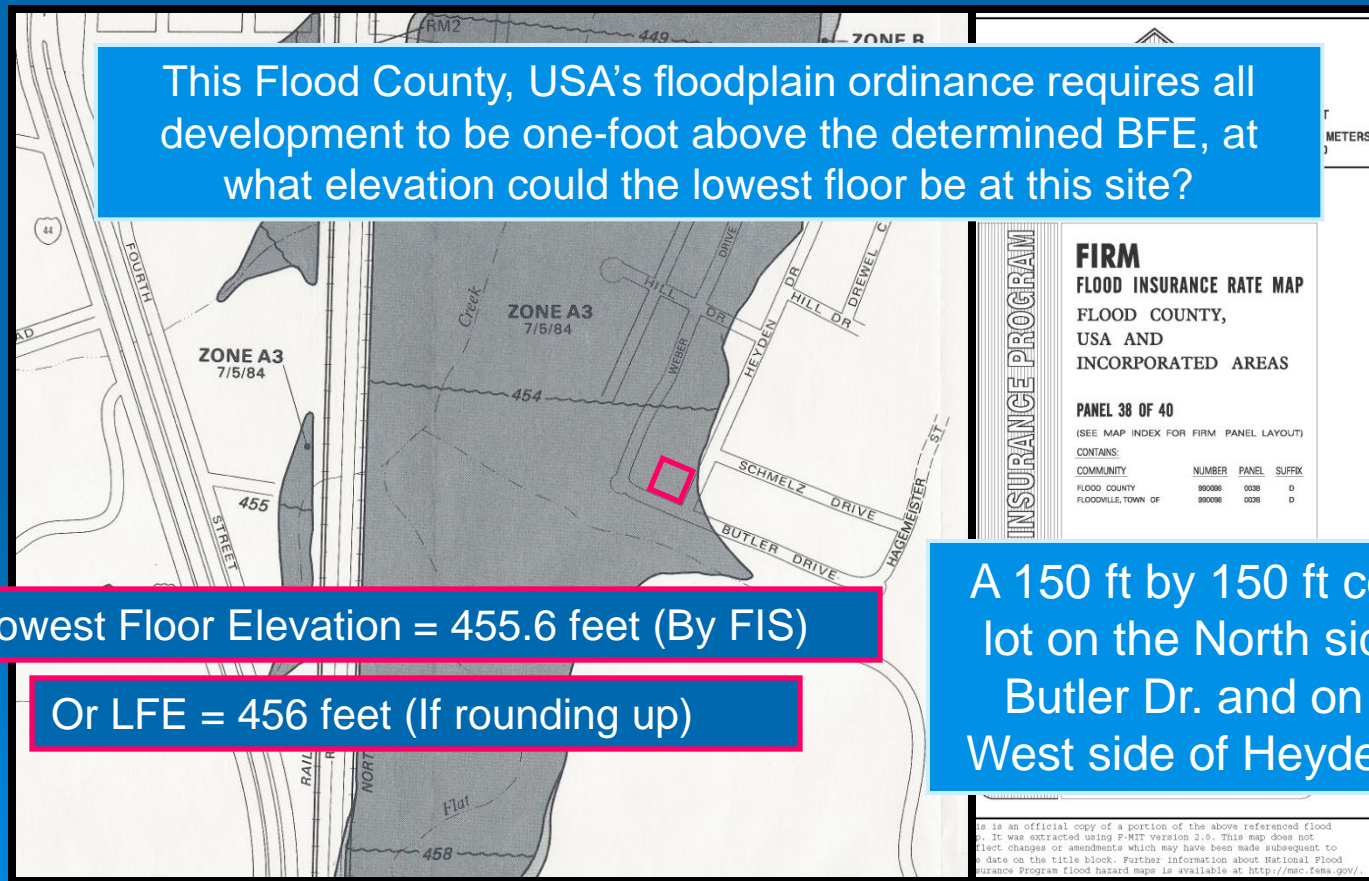 RM2
449
ZONE B
This Flood County, USA’s floodplain ordinance requires all
development to be one-foot above the determined BFE, at
what elevation could the lowest floor be at this site?
METERS
44
FOURTH
STREET
ZONE A3
7/5/84
Creek
ZONE A3
7/5/84
HILL
DR
DRIVE
WEBER
HEYDEN
DR
HILL DR
DREWEL C
454
455
SCHMELZ DRIVE
BUTLER DRIVE
HAGEMEISTER ST
INSURANCE PROGRAM
FIRM
FLOOD INSURANCE RATE MAP
FLOOD COUNTY,
USA AND
INCORPORATED AREAS
PANEL 38 OF 40
(SEE MAP INDEX FOR FIRM PANEL LAYOUT)
CONTAINS:
COMMUNITY NUMBER PANEL SUFFIX
FLOOD COUNTY 990099 0038 D
FLOODVILLE, TOWN OF 990098 0038 D
owest Floor Elevation = 455.6 feet (By FIS)
Or LFE = 456 feet (If rounding up)
A 150 ft by 150 ft co
lot on the North sid
Butler Dr. and on
West side of Heyde
RAIL
NORT
Flat
458
is is an official copy of a portion of the above referenced flood
p. It was extracted using F-MIT version 2.0. This map does not
flect changes or amendments which may have been made subsequent to
e date on the title block. Further information about National Flood
surance Program flood hazard maps is available at http://msc.fema.gov/.